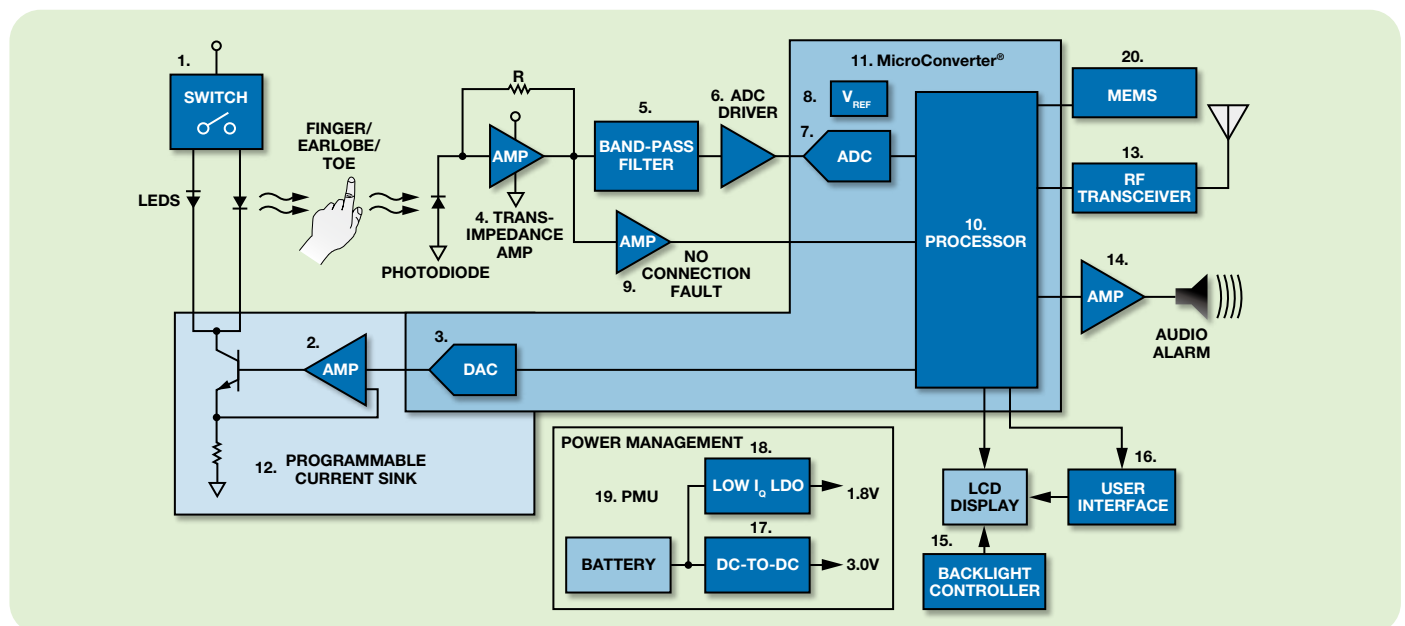 1.
SWITCH
LEDS
FINGER/
EARLOBE/
TOE
PHOTODIODE
R
AMP
4. TRANS-
IMPEDANCE
AMP
5.
BAND-PASS
FILTER
6. ADC
DRIVER
AMP
9.
NO
CONNECTION
FAULT
11. MicroConverter®
8.
VREF
7.
ADC
10.
PROCESSOR
20.
MEMS
13.
RF
TRANSCEIVER
14.
AMP
AUDIO
ALARM
2.
AMP
3.
DAC
12. PROGRAMMABLE
CURRENT SINK
POWER MANAGEMENT
18.
LOW IQ LDO
1.8V
19. PMU
17.
BATTERY
DC-TO-DC
3.0V
LCD
DISPLAY
16.
USER
INTERFACE
15.
BACKLIGHT
CONTROLLER